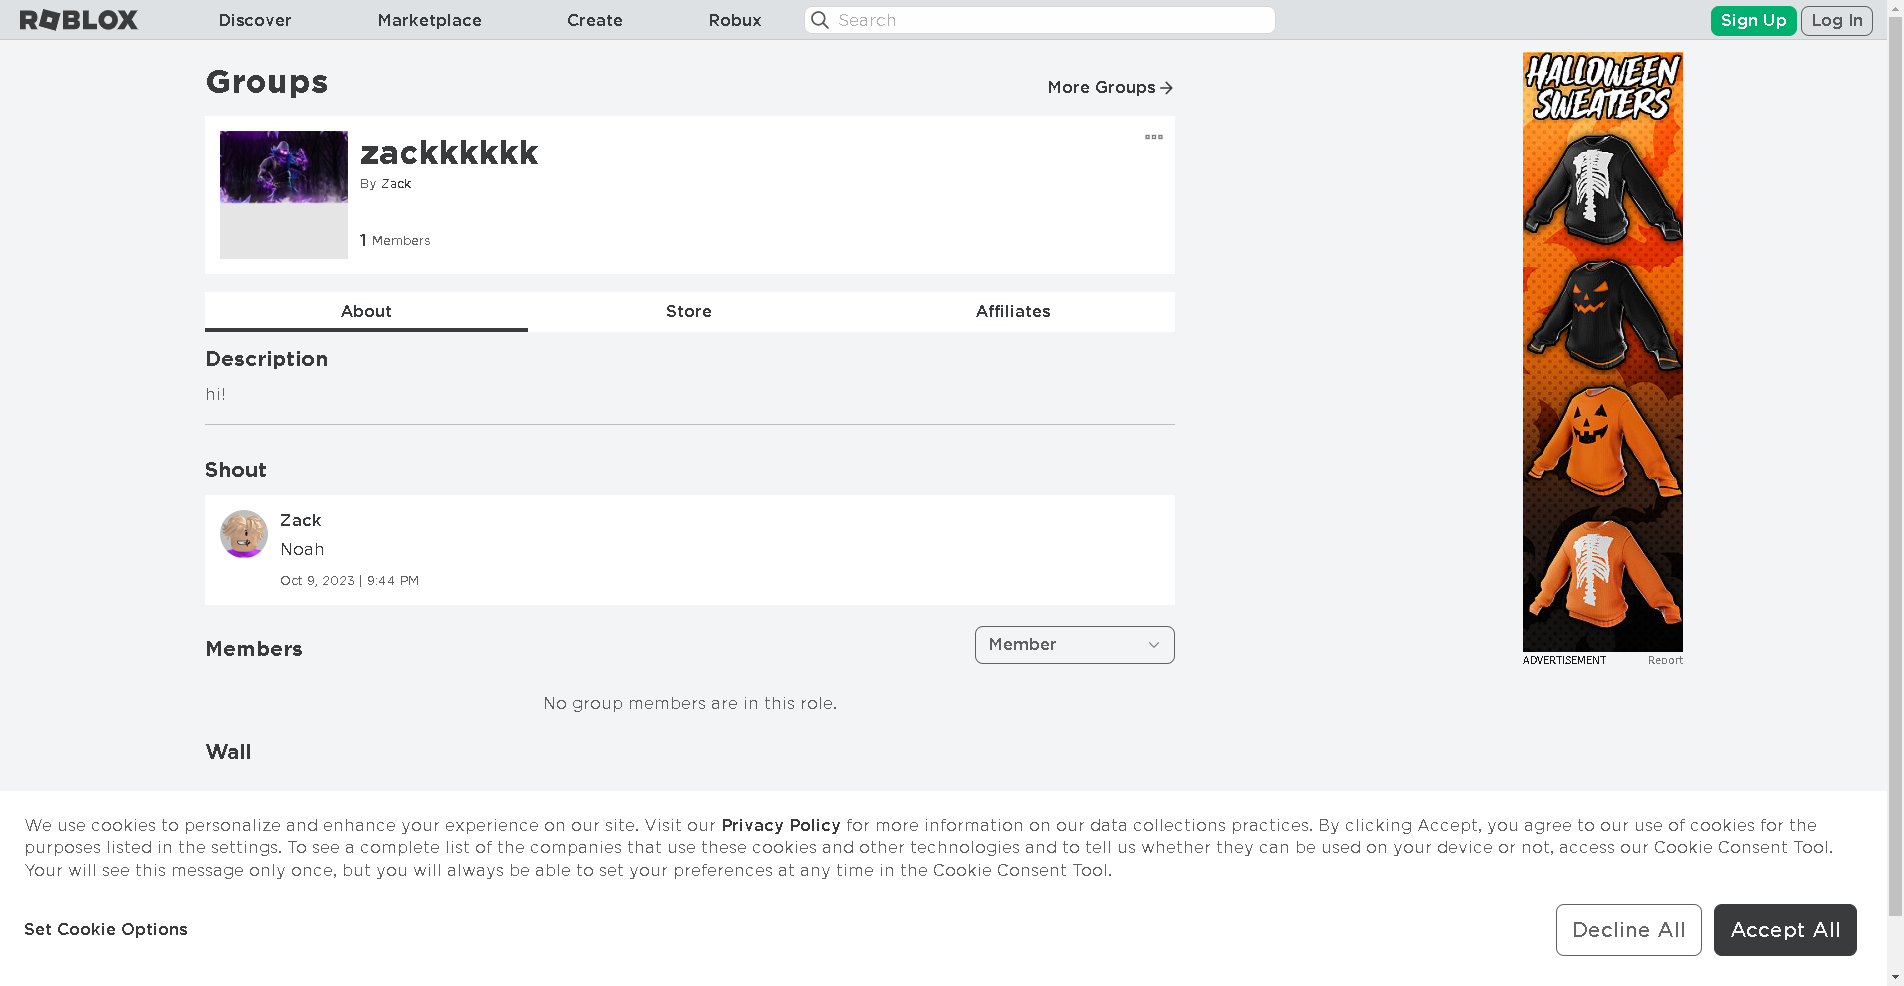 ROBLOX
Discover
Marketplace
Create
Robux
Search
Sign Up
Log In
Groups
More Groups
zackkkkkk
By Zack
1 Members
About
Store
Affiliates
Description
hi!
Shout
Zack
Noah
Oct 9, 2023 | 9:44 PM
Members
Member
No group members are in this role.
Wall
HALLOWEEN
SWEATERS
ADVERTISEMENT
Report
We use cookies to personalize and enhance your experience on our site. Visit our Privacy Policy for more information on our data collections practices. By clicking Accept, you agree to our use of cookies for the
purposes listed in the settings. To see a complete list of the companies that use these cookies and other technologies and to tell us whether they can be used on your device or not, access our Cookie Consent Tool.
Your will see this message only once, but you will always be able to set your preferences at any time in the Cookie Consent Tool.
Set Cookie Options
Decline All
Accept All